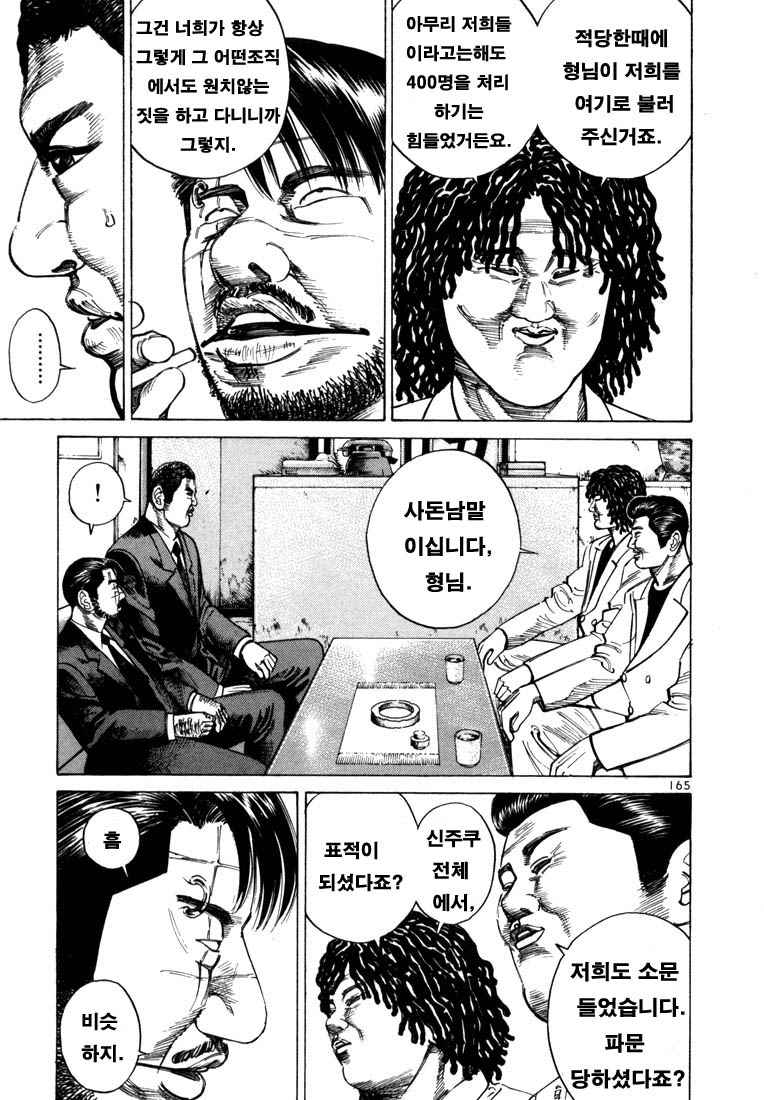 적당한때에
형님이 저희를
여기로 불러
주신거죠.
아무리 저희들
이라고는해도
400명을 처리
하기는
힘들었거든요.
그건 너희가 항상
그렇게 그 어떤조직
에서도 원치않는
짓을 하고 다니니까
그렇지.
………
사돈남말
이십니다,
형님.
!
165
저희도 소문
들었습니다.
파문
당하셨다죠?
신주쿠
전체
에서,
표적이
되셨다죠?
흠
비슷
하지.